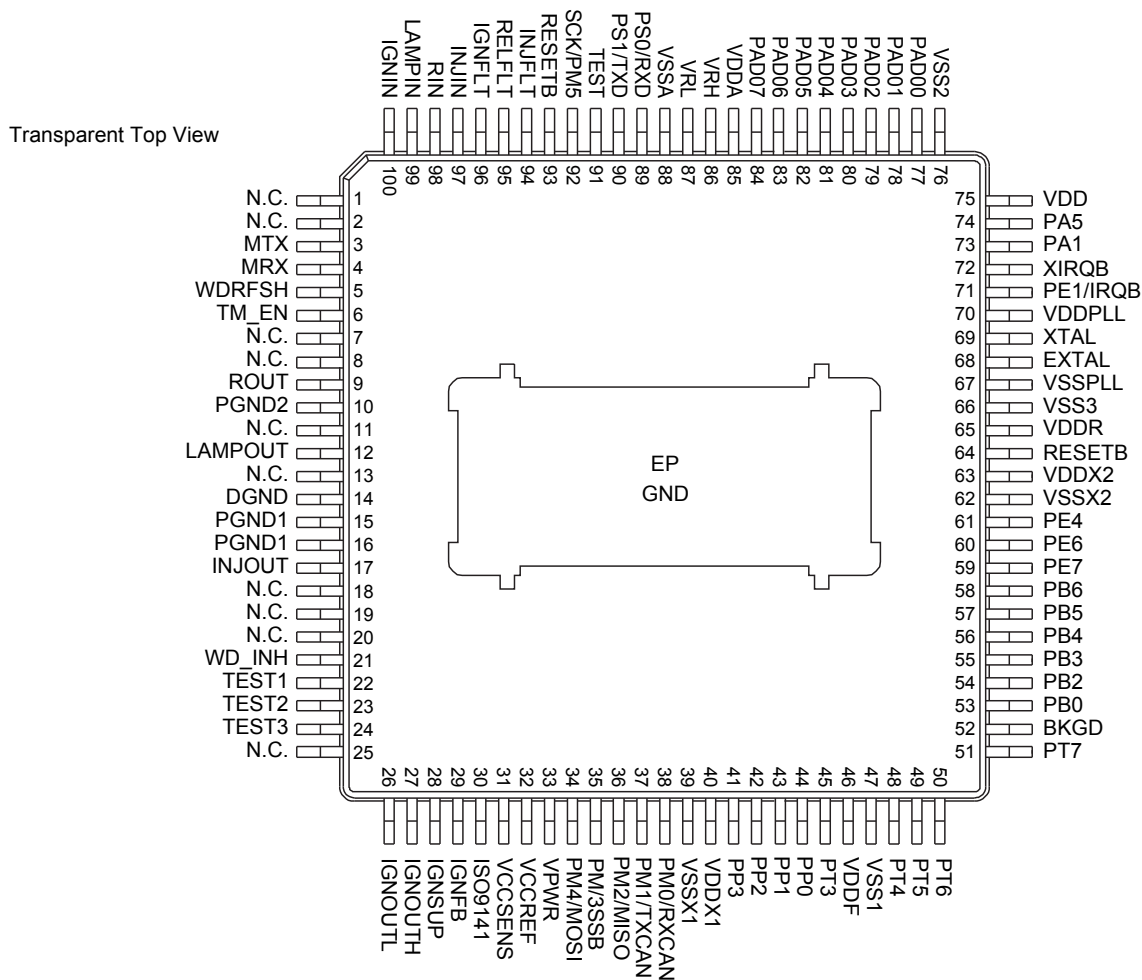 Transparent Top View
IGNIN
LAMPIN
RIN
INJIN
IGNFLT
RELFLT
INJFLT
RESETB
SCK/PM5
TEST
PS1/TXD
PS0/RXD
VSSA
VRL
VRH
VDDA
PAD07
PAD06
PAD05
PAD04
PAD03
PAD02
PAD01
PAD00
VSS2
100
99
98
97
96
95
94
93
92
91
90
89
88
87
86
85
84
83
82
81
80
79
78
77
76
N.C. 1
N.C. 2
MTX 3
MRX 4
WDRFSH 5
TM_EN 6
N.C. 7
N.C. 8
ROUT 9
PGND2 10
N.C. 11
LAMPOUT 12
N.C. 13
DGND 14
PGND1 15
PGND1 16
INJOUT 17
N.C. 18
N.C. 19
N.C. 20
WD_INH 21
TEST1 22
TEST2 23
TEST3 24
N.C. 25
EP
GND
75 VDD
74 PA5
73 PA1
72 XIRQB
71 PE1/IRQB
70 VDDPLL
69 XTAL
68 EXTAL
67 VSSPLL
66 VSS3
65 VDDR
64 RESETB
63 VDDX2
62 VSSX2
61 PE4
60 PE6
59 PE7
58 PB6
57 PB5
56 PB4
55 PB3
54 PB2
53 PB0
52 BKGD
51 PT7
26
27
28
29
30
31
32
33
34
35
36
37
38
39
40
41
42
43
44
45
46
47
48
49
50
IGNOUTL
IGNOUTH
IGNSUP
IGNFB
ISO9141
VCCSENS
VCCREF
VPWR
PM4/MOSI
PM/3SSB
PM2/MISO
PM1/TXCAN
PM0/RXCAN
VSSX1
VDDX1
PP3
PP2
PP1
PP0
PT3
VDDF
VSS1
PT4
PT5
PT6